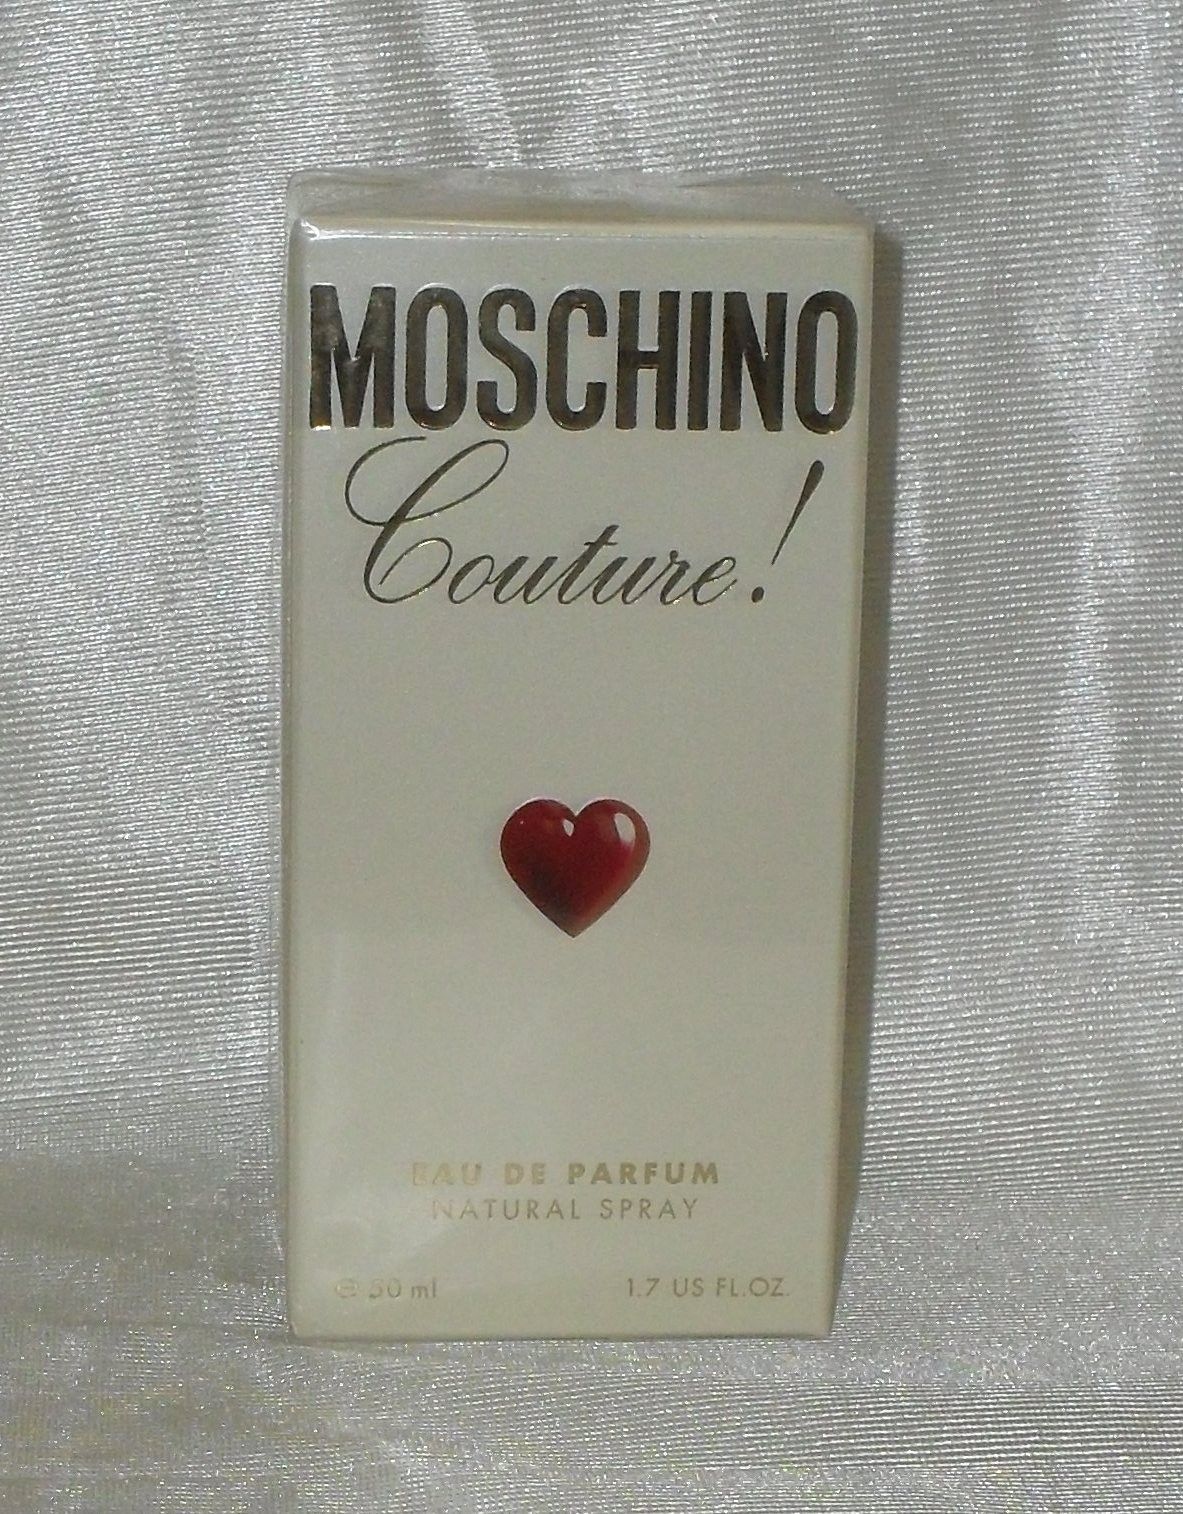 MOSCHINO
Couture!
EAU DE PARFUM
NATURAL SPRAY
℮ 50 ml 1.7 US FL.OZ.